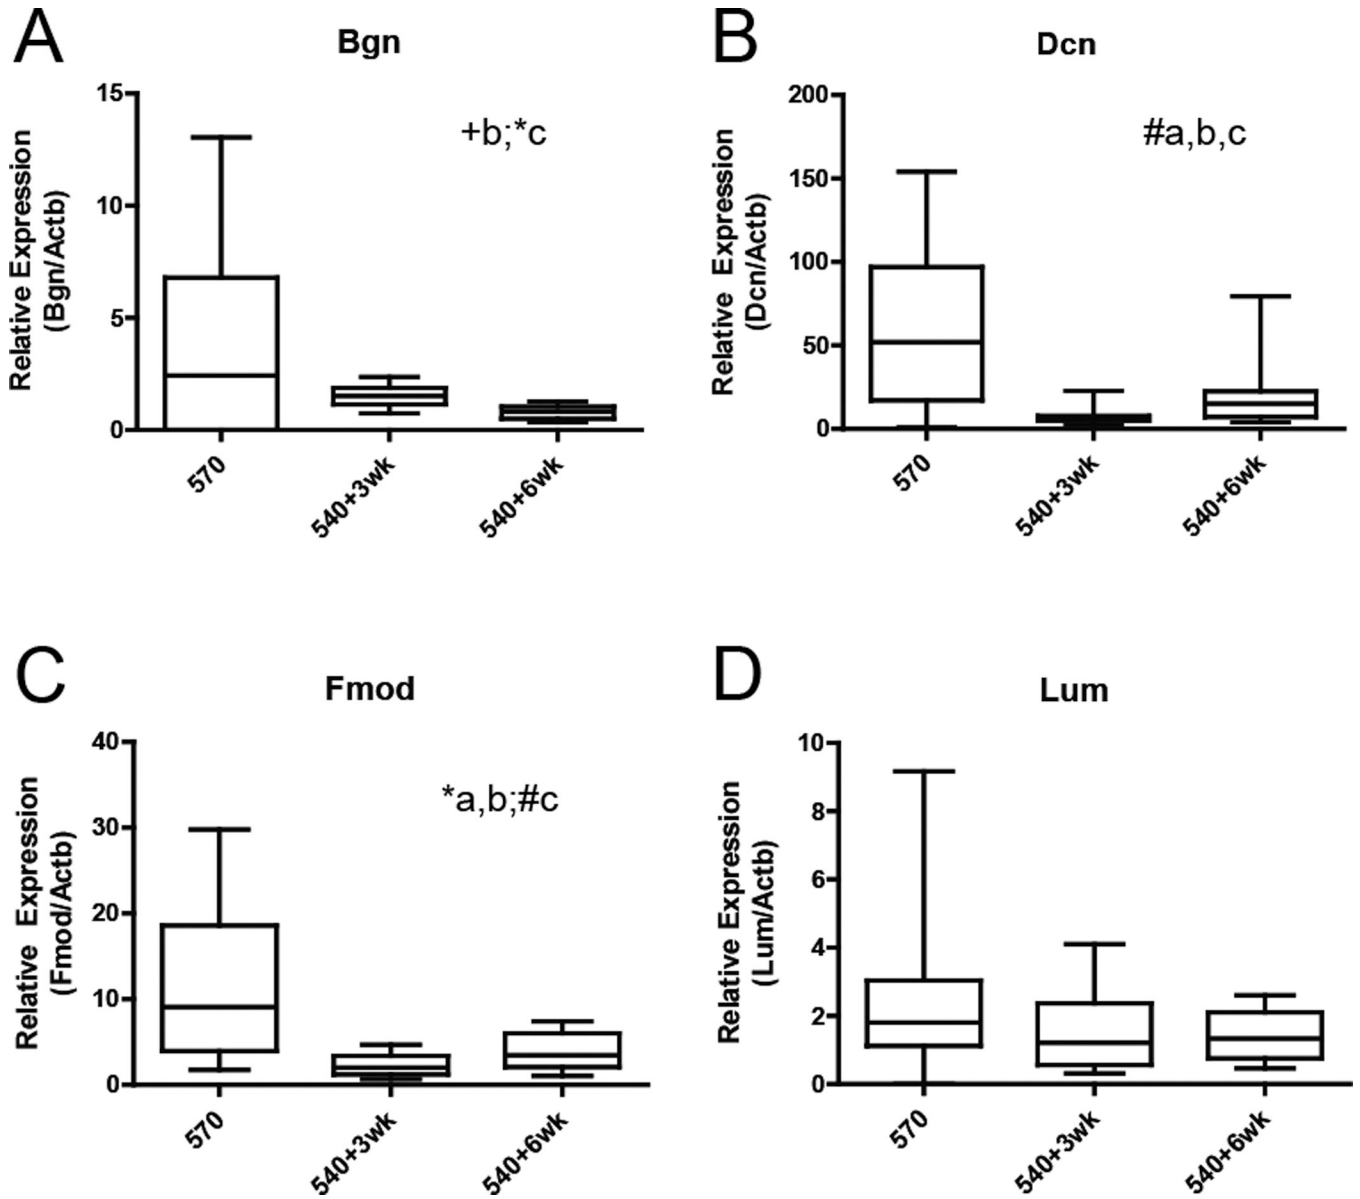 A
Bgn
Relative Expression
(Bgn/Actb)
15
10
5
0
+b;*c
570
540+3wk
540+6wk
B
Dcn
Relative Expression
(Dcn/Actb)
200
150
100
50
0
#a,b,c
570
540+3wk
540+6wk
C
Fmod
Relative Expression
(Fmod/Actb)
40
30
20
10
0
*a,b;#c
570
540+3wk
540+6wk
D
Lum
Relative Expression
(Lum/Actb)
10
8
6
4
2
0
570
540+3wk
540+6wk